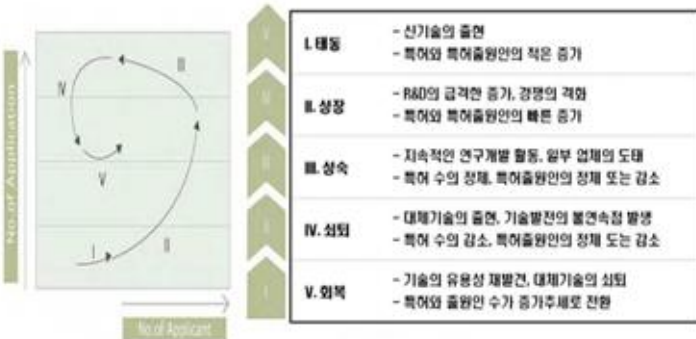 No.of Application
III
IV
V
I
II
No.of Applicant
V
IV
III
II
I
I. 태동
- 신기술의 출현
- 특허와 특허출원인의 적은 증가
II. 성장
- R&D의 급격한 증가, 경쟁의 격화
- 특허와 특허출원인의 빠른 증가
III. 성숙
- 지속적인 연구개발 활동, 일부 업체의 도태
- 특허 수의 정체, 특허출원인의 정체 또는 감소
IV. 쇠퇴
- 대체기술의 출현, 기술발전의 불연속점 발생
- 특허 수의 감소, 특허출원인의 정체 도는 감소
V. 회복
- 기술의 유용성 재발견, 대체기술의 쇠퇴
- 특허와 출원인 수가 증가추세로 전환